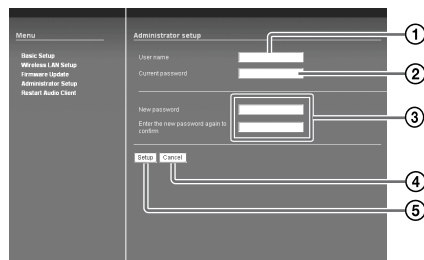 Menu
Basic Setup
Wireless LAN Setup
Firmware Update
Administrator Setup
Restart Audio Client
Administrator setup
User name
Current password
New password
Enter the new password again to
confirm
Setup
Cancel
1
2
3
4
5